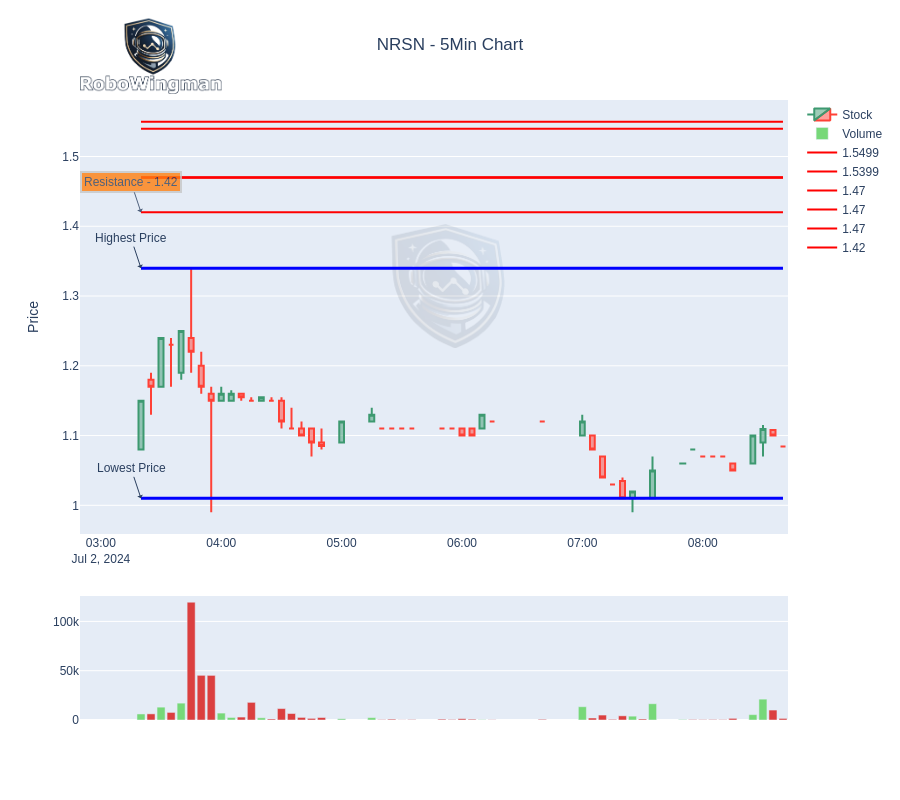 RoboWingman
NRSN - 5Min Chart
Stock
Volume
1.5499
1.5399
1.47
1.47
1.47
1.42
Price
1.5
1.4
1.3
1.2
1.1
1
Resistance - 1.42
Highest Price
Lowest Price
03:00
04:00
05:00
06:00
07:00
08:00
Jul 2, 2024
100k
50k
0